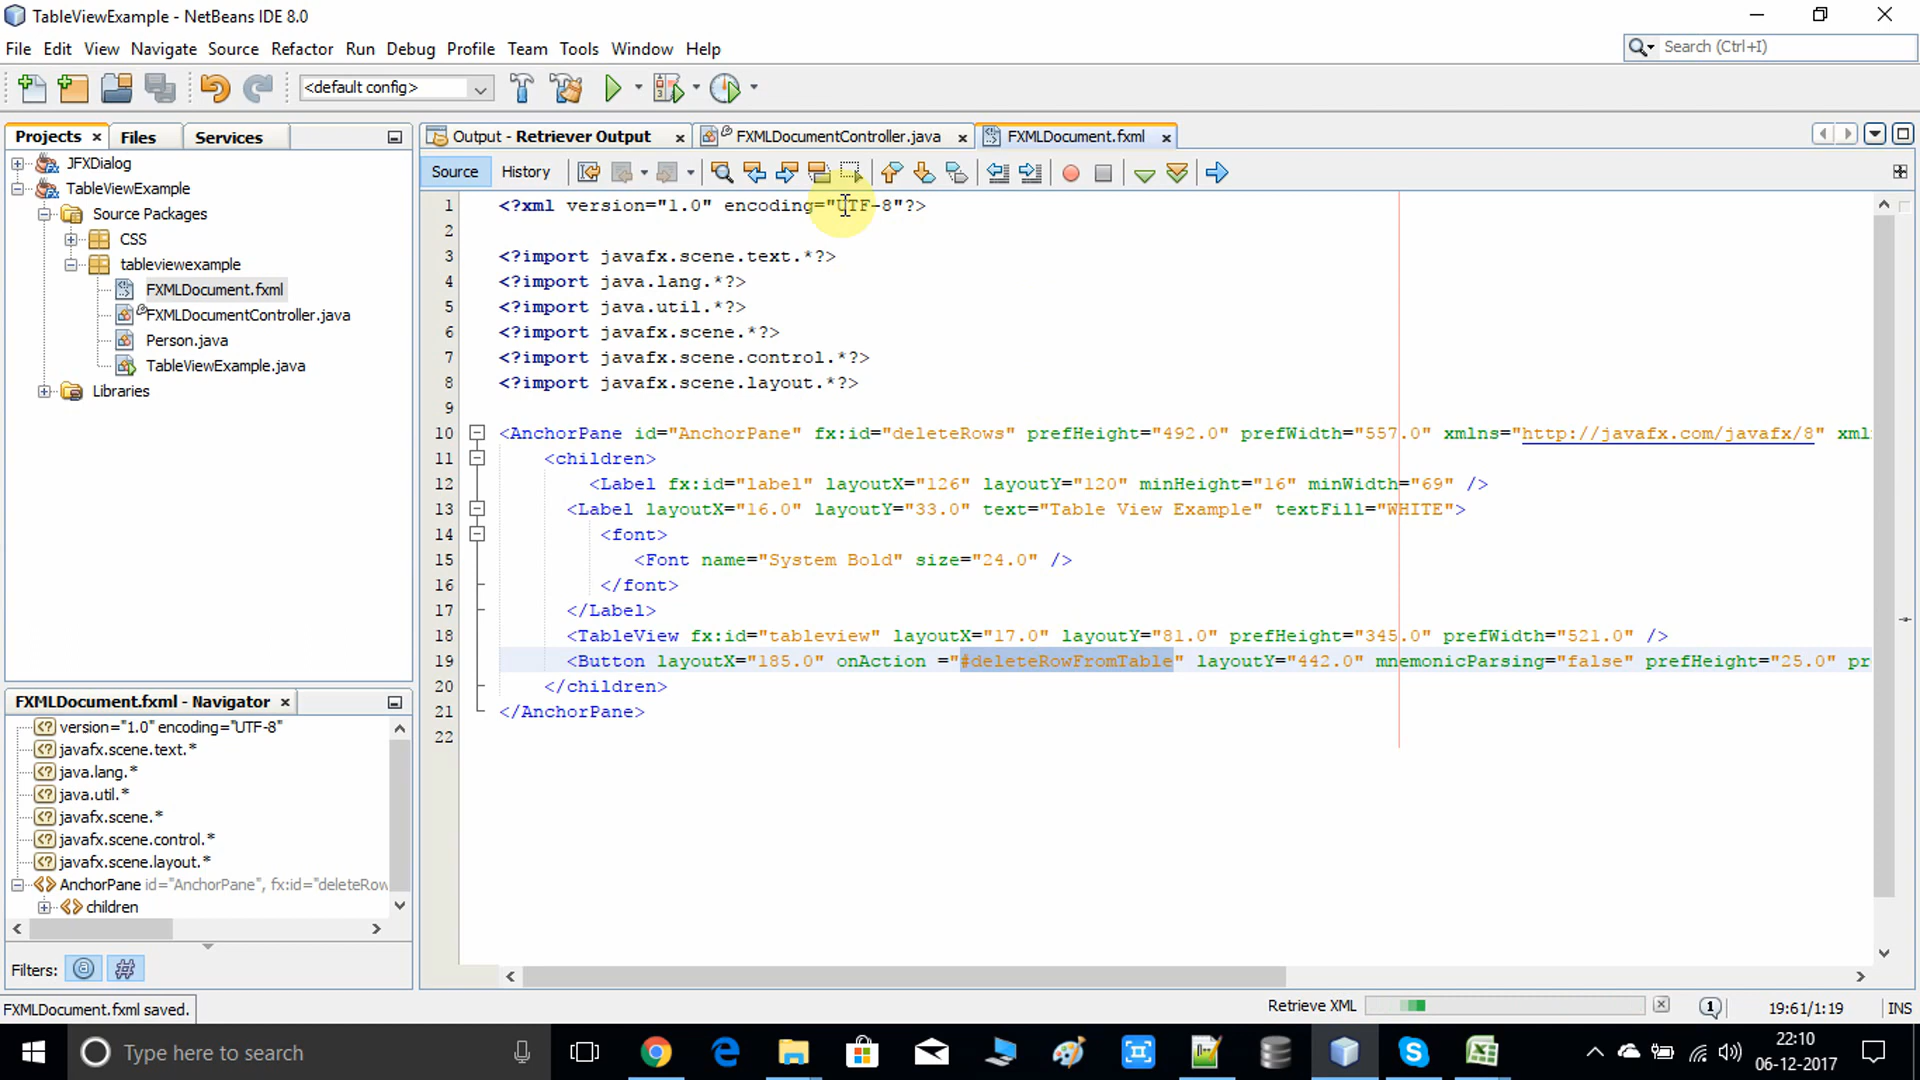 TableViewExample - NetBeans IDE 8.0
File Edit View Navigate Source Refactor Run Debug Profile Team Tools Window Help
Search (Ctrl+I)
<default config>
Projects Files Services
Output - Retriever Output FXMLDocumentController.java FXMLDocument.fxml
Source History
JFXDialog
TableViewExample
Source Packages
CSS
tableviewexample
FXMLDocument.fxml
FXMLDocumentController.java
Person.java
TableViewExample.java
Libraries
1 <?xml version="1.0" encoding="UTF-8"?>
2
3 <?import javafx.scene.text.*?>
4 <?import java.lang.*?>
5 <?import java.util.*?>
6 <?import javafx.scene.*?>
7 <?import javafx.scene.control.*?>
8 <?import javafx.scene.layout.*?>
9
10 <AnchorPane id="AnchorPane" fx:id="deleteRows" prefHeight="492.0" prefWidth="557.0" xmlns="http://javafx.com/javafx/8" xml
11 <children>
12 <Label fx:id="label" layoutX="126" layoutY="120" minHeight="16" minWidth="69" />
13 <Label layoutX="16.0" layoutY="33.0" text="Table View Example" textFill="WHITE">
14 <font>
15 <Font name="System Bold" size="24.0" />
16 </font>
17 </Label>
18 <TableView fx:id="tableview" layoutX="17.0" layoutY="81.0" prefHeight="345.0" prefWidth="521.0" />
19 <Button layoutX="185.0" onAction ="#deleteRowFromTable" layoutY="442.0" mnemonicParsing="false" prefHeight="25.0" pr
20 </children>
21 </AnchorPane>
22
FXMLDocument.fxml - Navigator
version="1.0" encoding="UTF-8"
javafx.scene.text.*
java.lang.*
java.util.*
javafx.scene.*
javafx.scene.control.*
javafx.scene.layout.*
AnchorPane id="AnchorPane", fx:id="deleteRow
children
Filters:
FXMLDocument.fxml saved.
Retrieve XML
1
19:61/1:19
INS
Type here to search
22:10
06-12-2017